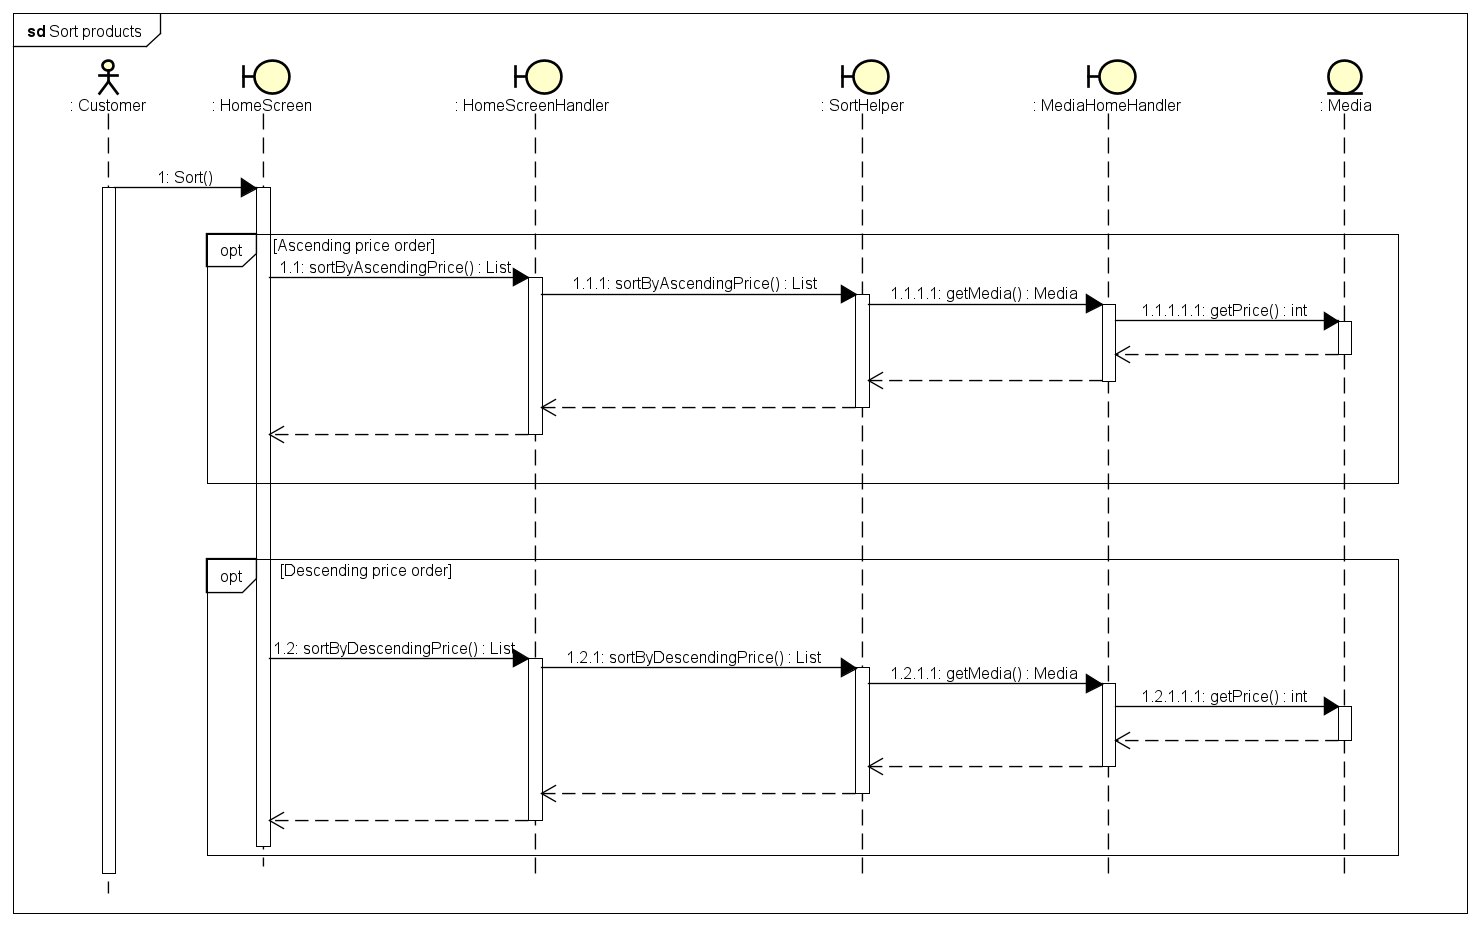 sd Sort products
: Customer
: HomeScreen
: HomeScreenHandler
: SortHelper
: MediaHomeHandler
: Media
1: Sort()
opt
[Ascending price order]
1.1: sortByAscendingPrice() : List
1.1.1: sortByAscendingPrice() : List
1.1.1.1: getMedia() : Media
1.1.1.1.1: getPrice() : int
opt
[Descending price order]
1.2: sortByDescendingPrice() : List
1.2.1: sortByDescendingPrice() : List
1.2.1.1: getMedia() : Media
1.2.1.1.1: getPrice() : int